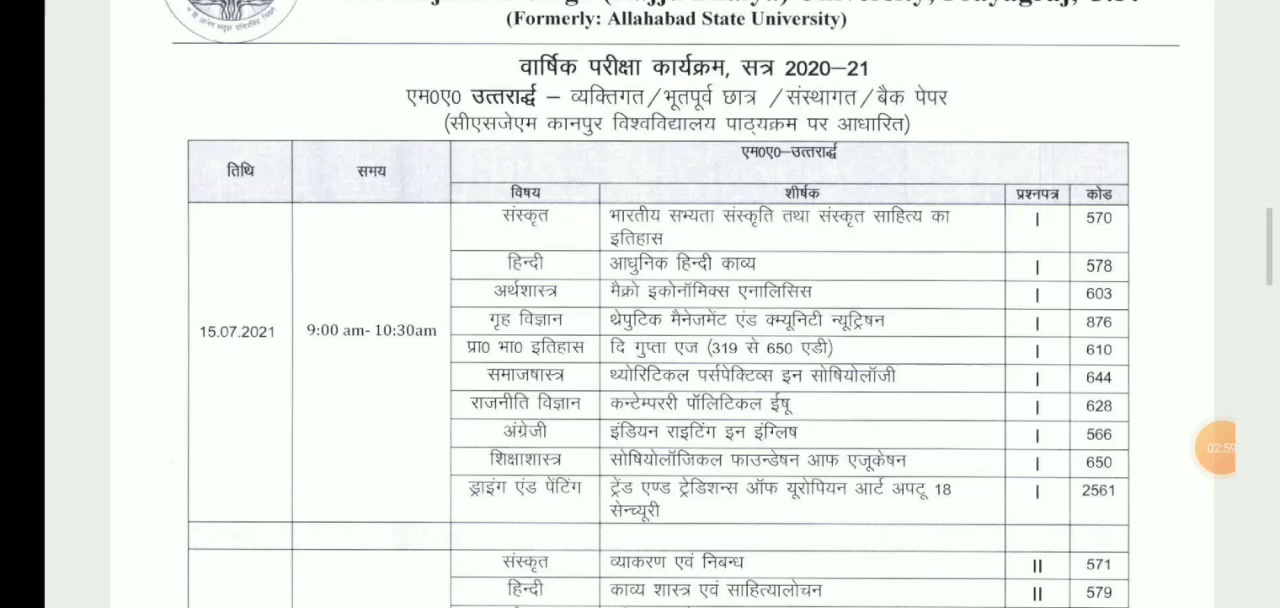 (Formerly: Allahabad State University)
वार्षिक परीक्षा कार्यक्रम, सत्र 2020–21
एम0ए0 उत्तरार्द्ध – व्यक्तिगत/भूतपूर्व छात्र /संस्थागत/बैक पेपर
(सीएसजेएम कानपुर विश्वविद्यालय पाठ्यक्रम पर आधारित)
तिथि समय एम0ए0–उत्तरार्द्ध
विषय शीर्षक प्रश्नपत्र कोड
संस्कृत भारतीय सभ्यता संस्कृति तथा संस्कृत साहित्य का I 570
इतिहास
हिन्दी आधुनिक हिन्दी काव्य I 578
अर्थशास्त्र मैक्रो इकोनॉमिक्स एनालिसिस I 603
15.07.2021 9:00 am- 10:30am गृह विज्ञान थ्रेपुटिक मैनेजमेंट एंड क्म्यूनिटी न्यूट्रिषन I 876
प्रा0 भा0 इतिहास दि गुप्ता एज (319 से 650 एडी) I 610
समाजषास्त्र थ्योरिटिकल पर्सपेक्टिव्स इन सोषियोलॉजी I 644
राजनीति विज्ञान कन्टेम्पररी पॉलिटिकल ईषू I 628
अंग्रेजी इंडियन राइटिंग इन इंग्लिष I 566
शिक्षाशास्त्र सोषियोलॉजिकल फाउन्डेषन आफ एजूकेषन I 650
ड्राइंग एंड पेंटिंग ट्रेंड एण्ड ट्रेडिशन्स ऑफ यूरोपियन आर्ट अपटू 18 I 2561
सेन्च्यूरी
संस्कृत व्याकरण एवं निबन्ध II 571
हिन्दी काव्य शास्त्र एवं साहित्यालोचन II 579
02:59